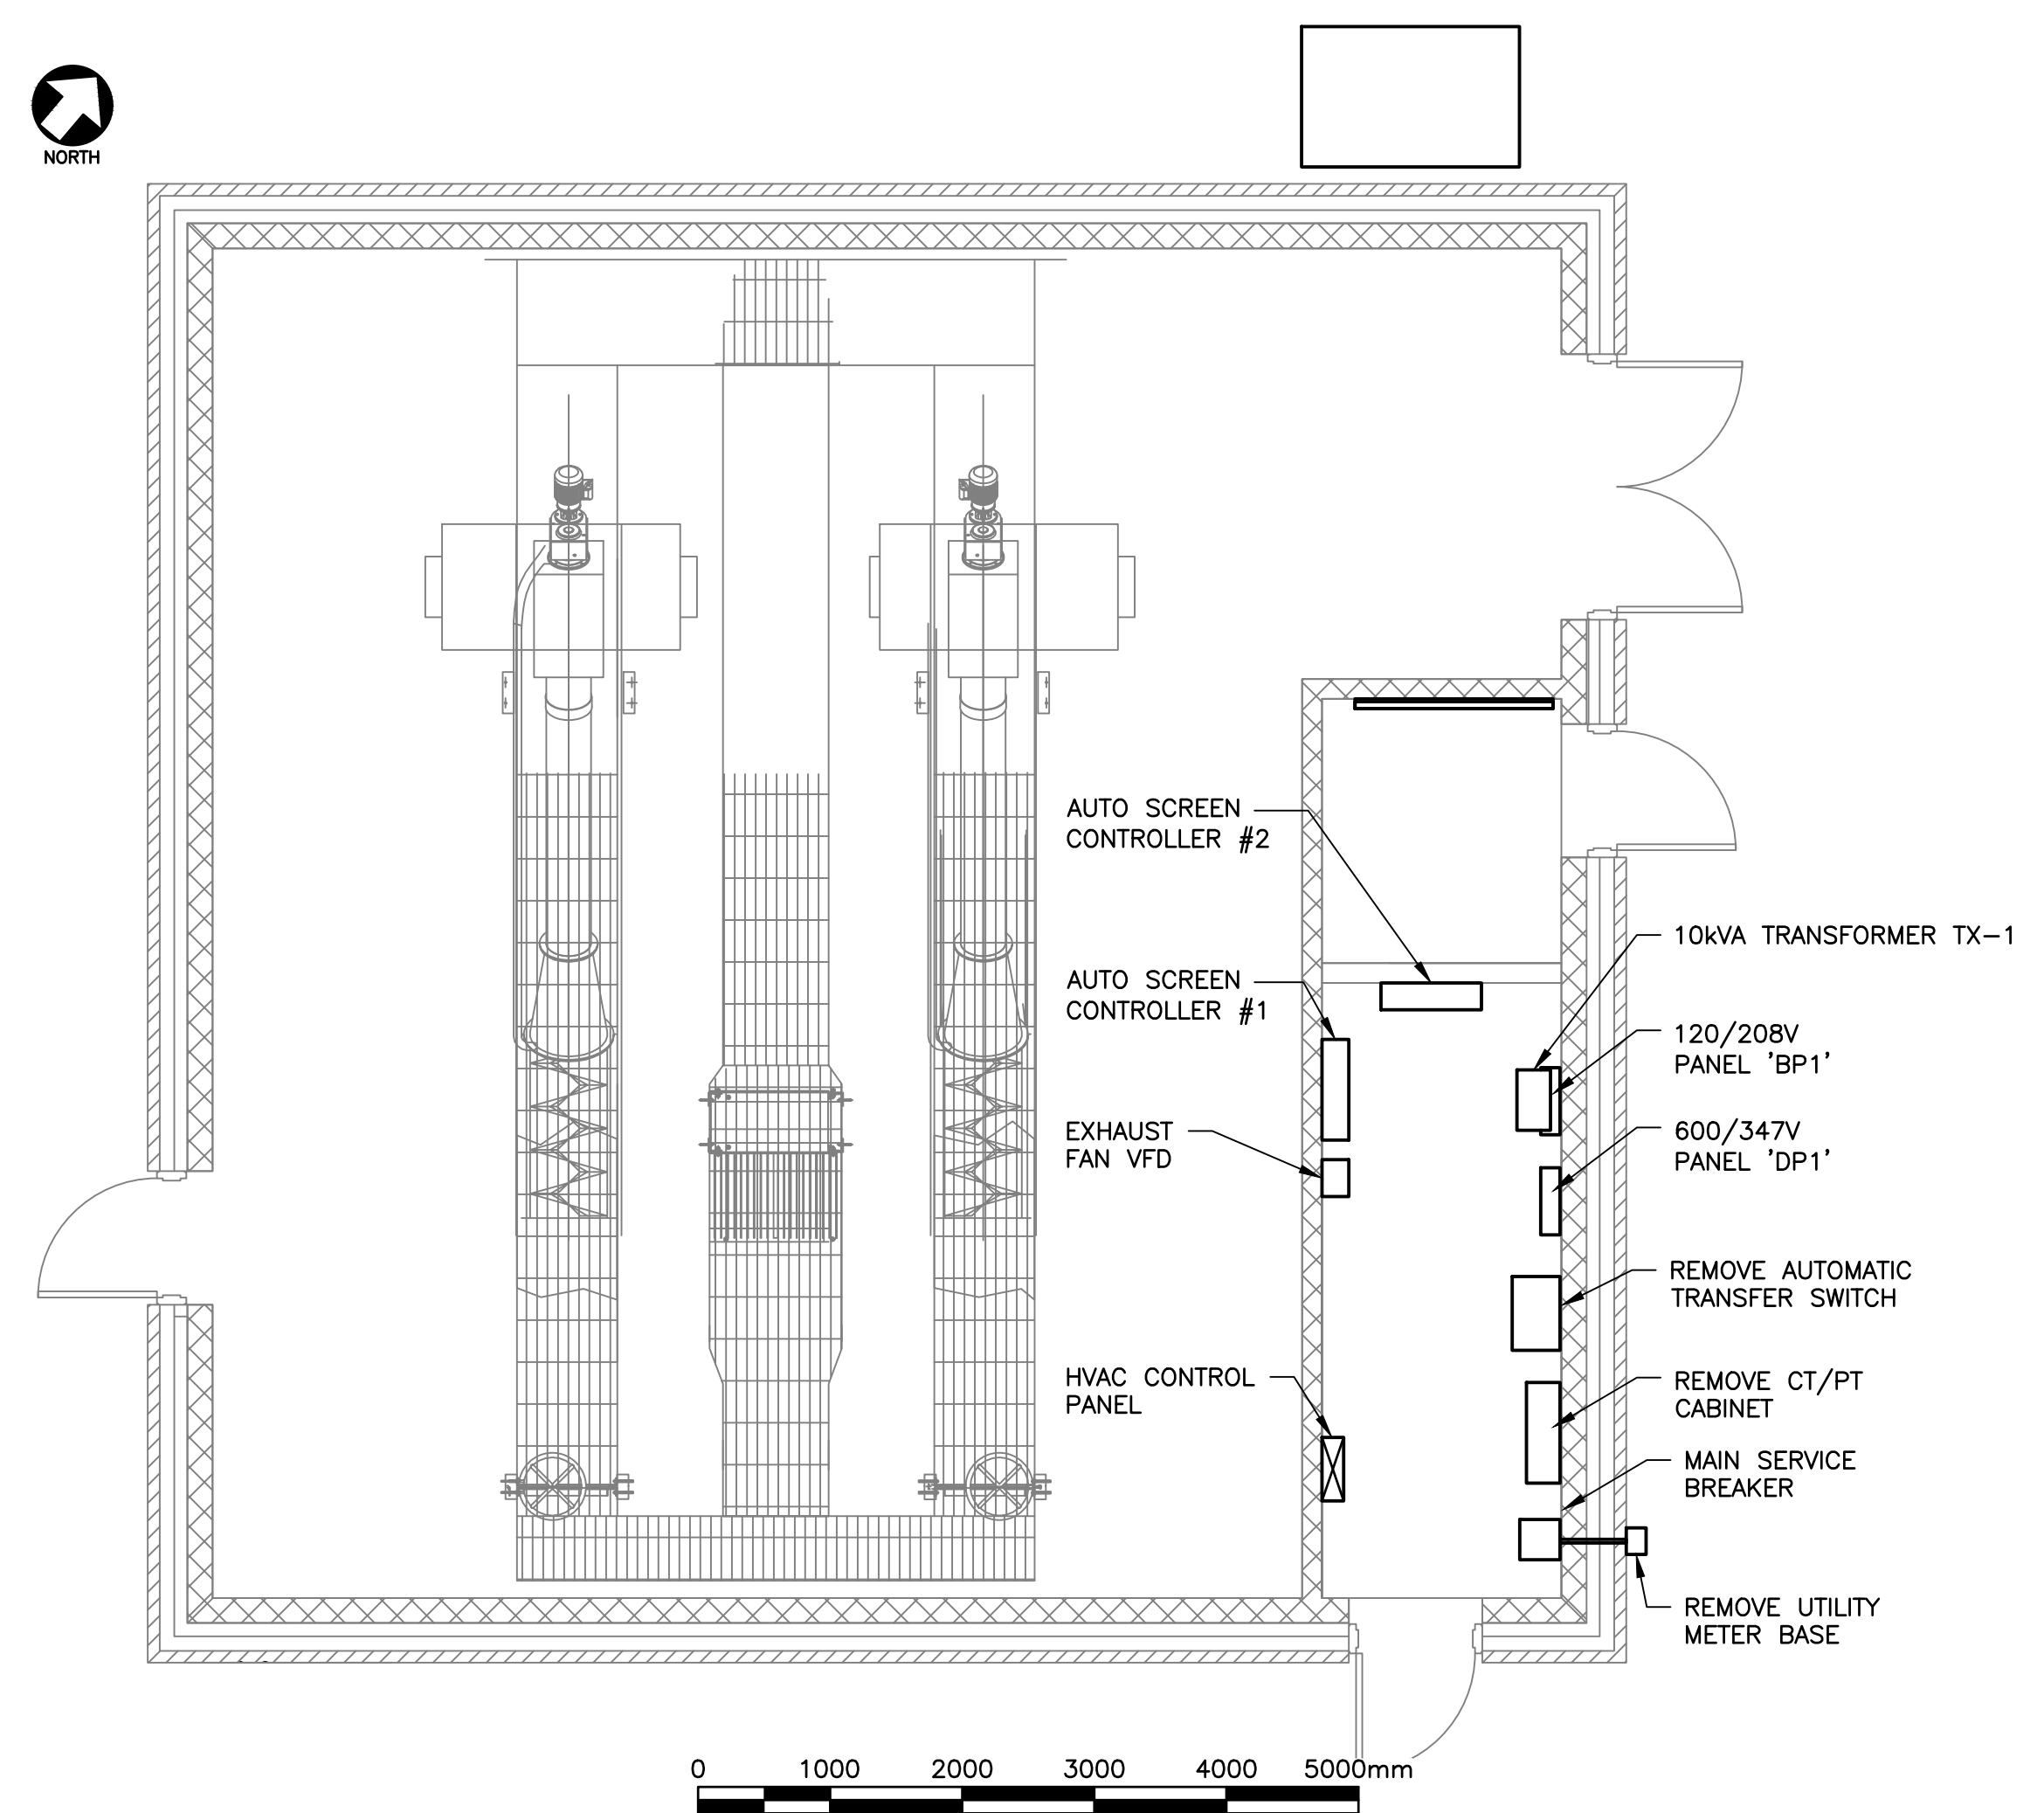 NORTH
AUTO SCREEN
CONTROLLER #2
10kVA TRANSFORMER TX-1
AUTO SCREEN
CONTROLLER #1
120/208V
PANEL 'BP1'
EXHAUST
FAN VFD
600/347V
PANEL 'DP1'
REMOVE AUTOMATIC
TRANSFER SWITCH
HVAC CONTROL
PANEL
REMOVE CT/PT
CABINET
MAIN SERVICE
BREAKER
REMOVE UTILITY
METER BASE
0 1000 2000 3000 4000 5000mm